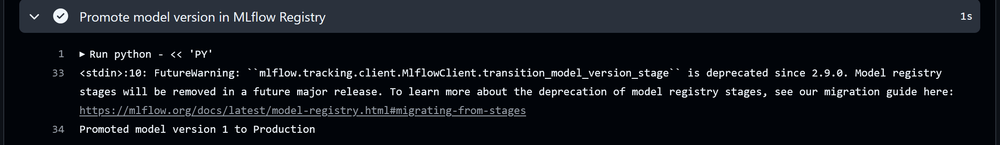 Promote model version in MLflow Registry 1s
1 ▶ Run python - << 'PY'
33 <stdin>:10: FutureWarning: ``mlflow.tracking.client.MlflowClient.transition_model_version_stage`` is deprecated since 2.9.0. Model registry
stages will be removed in a future major release. To learn more about the deprecation of model registry stages, see our migration guide here:
https://mlflow.org/docs/latest/model-registry.html#migrating-from-stages
34 Promoted model version 1 to Production